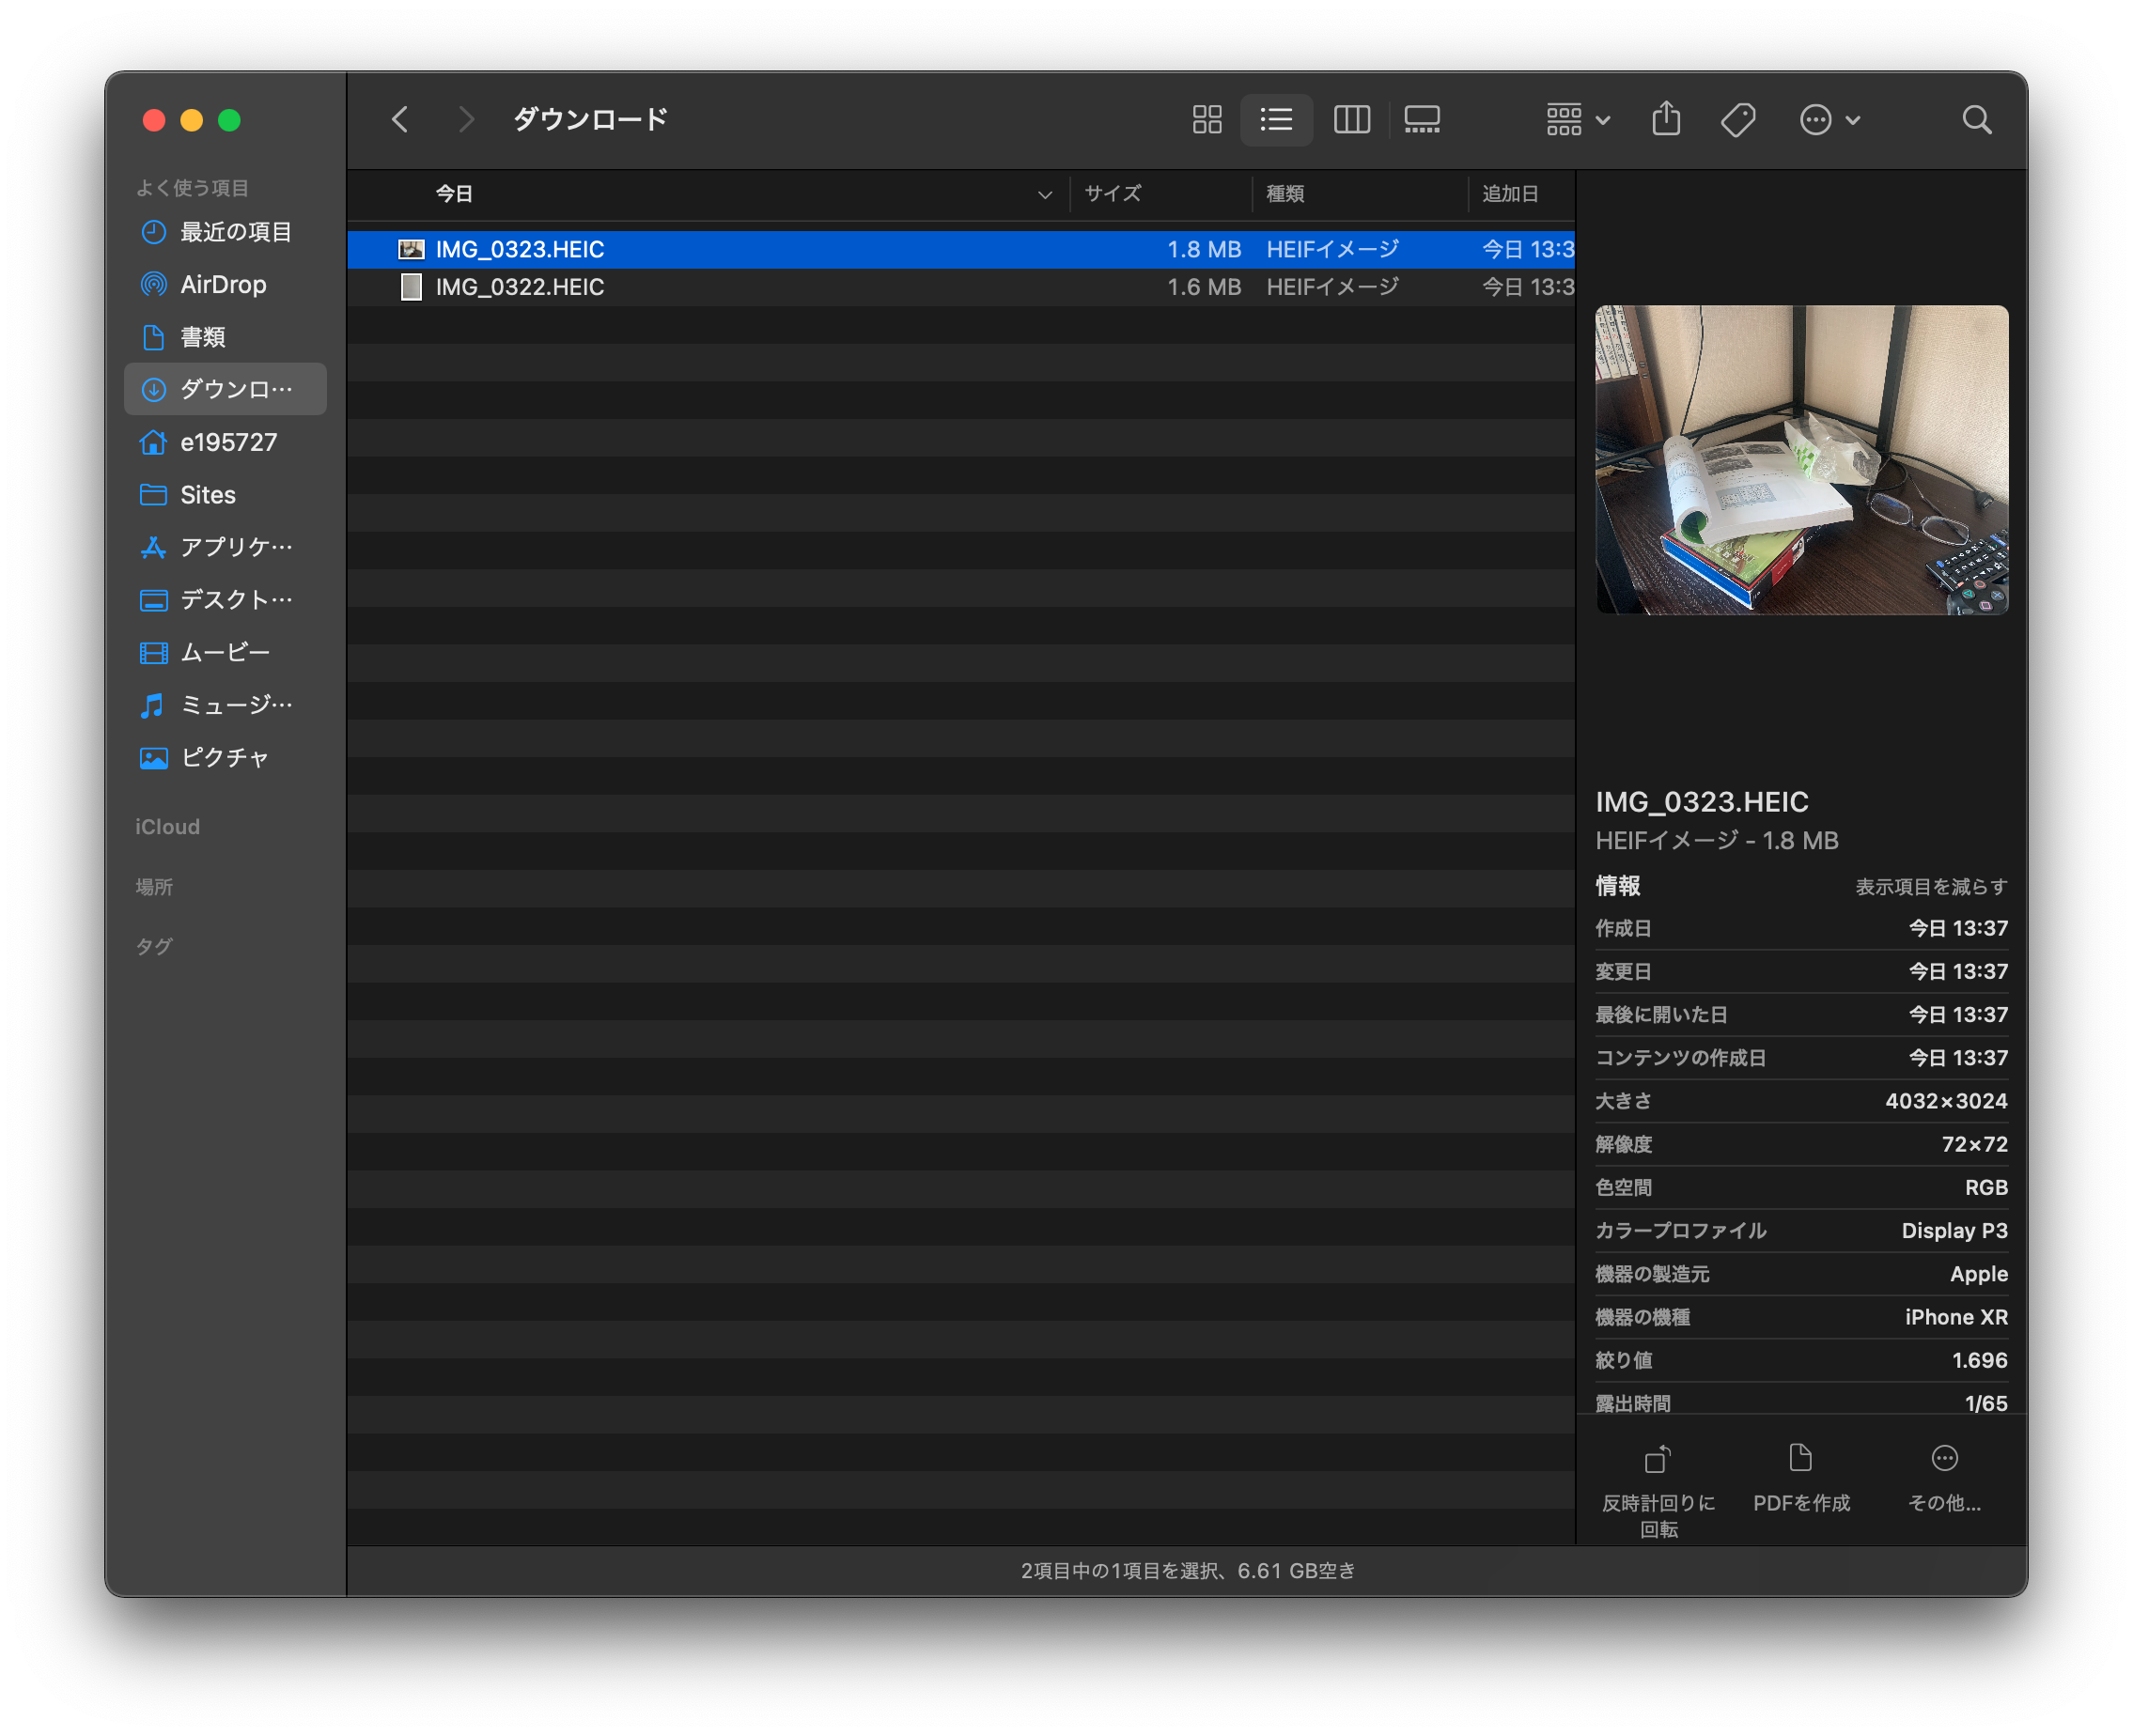 ダウンロード
よく使う項目
最近の項目
AirDrop
書類
ダウンロ…
e195727
Sites
アプリケ…
デスクト…
ムービー
ミュージ…
ピクチャ
iCloud
場所
タグ
今日 サイズ 種類 追加日
IMG_0323.HEIC 1.8 MB HEIFイメージ 今日 13:3
IMG_0322.HEIC 1.6 MB HEIFイメージ 今日 13:3
IMG_0323.HEIC
HEIFイメージ - 1.8 MB
情報 表示項目を減らす
作成日 今日 13:37
変更日 今日 13:37
最後に開いた日 今日 13:37
コンテンツの作成日 今日 13:37
大きさ 4032×3024
解像度 72×72
色空間 RGB
カラープロファイル Display P3
機器の製造元 Apple
機器の機種 iPhone XR
絞り値 1.696
露出時間 1/65
反時計回りに
回転
PDFを作成
その他...
2項目中の1項目を選択、6.61 GB空き